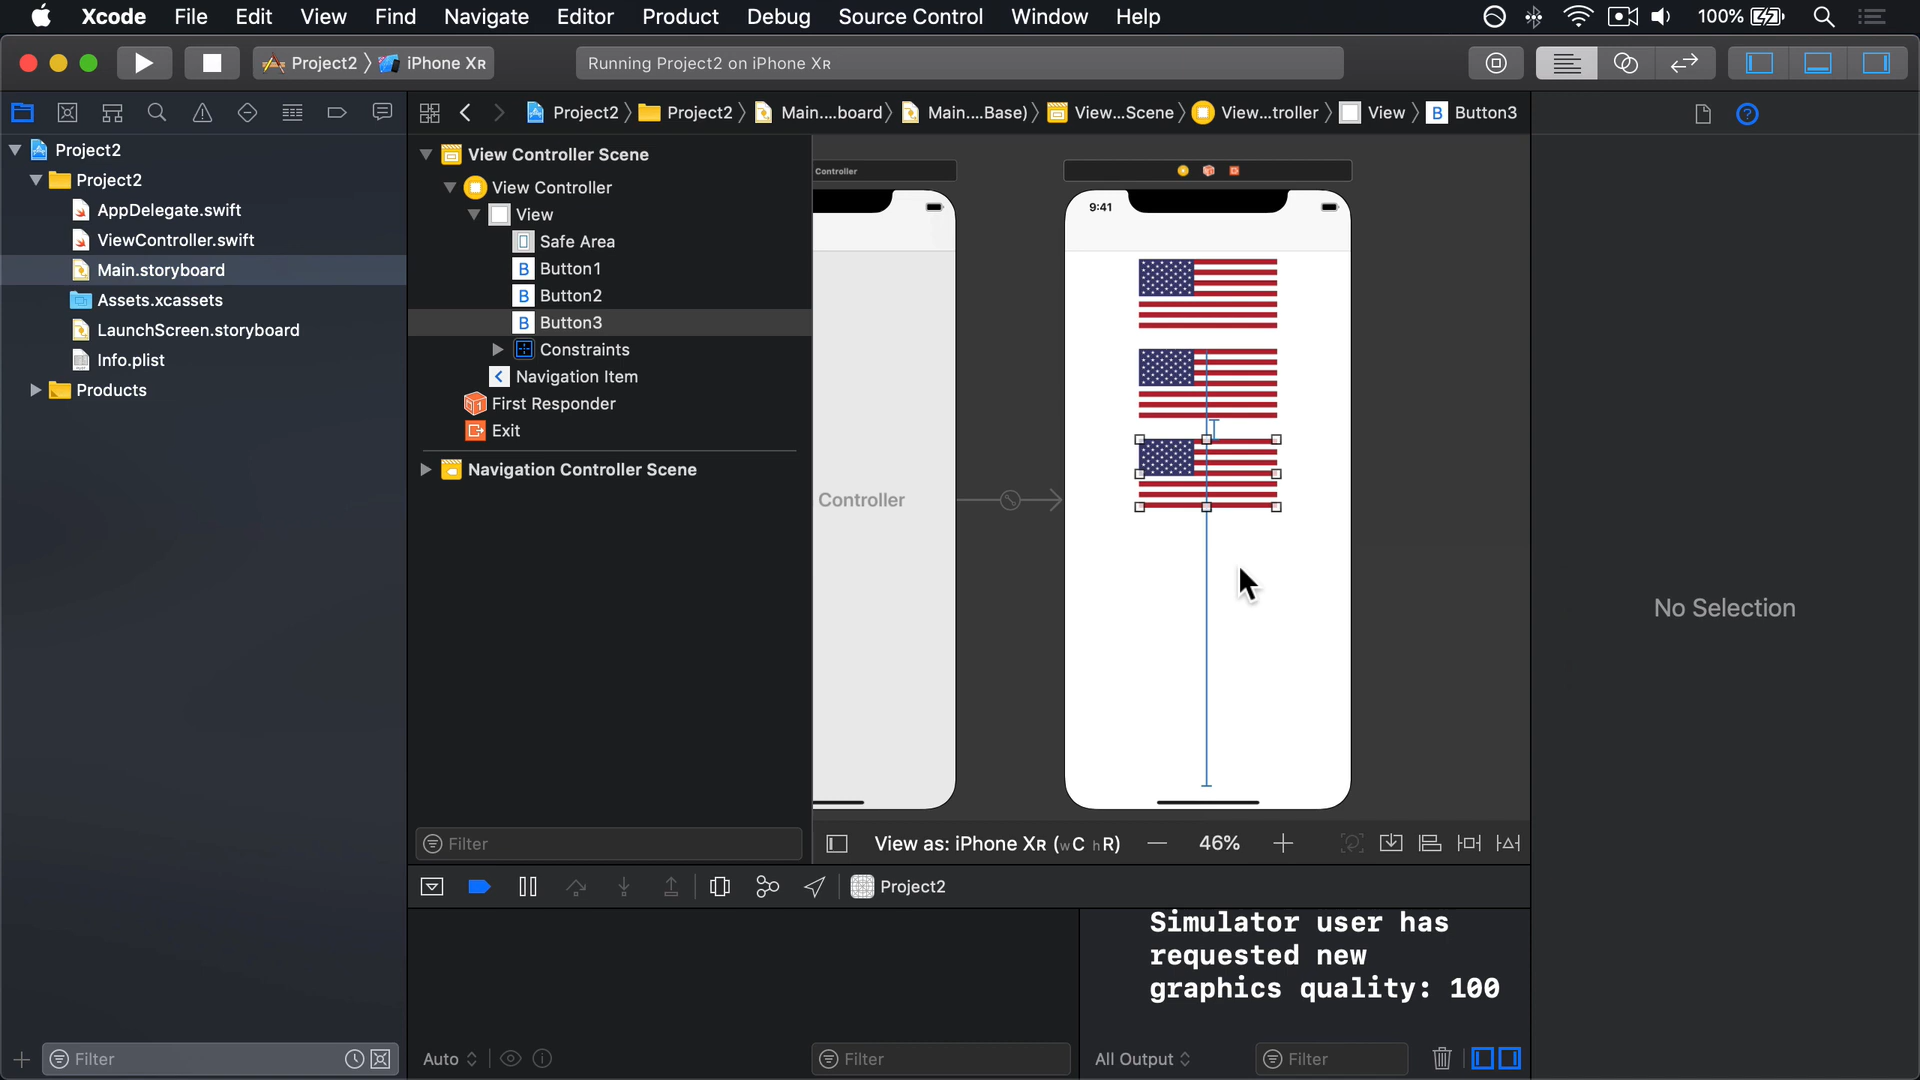 Xcode File Edit View Find Navigate Editor Product Debug Source Control Window Help 100%
Project2 iPhone XR Running Project2 on iPhone XR
Project2 Project2 Main....board Main....Base) View...Scene View...troller View B Button3
Project2
Project2
AppDelegate.swift
ViewController.swift
Main.storyboard
Assets.xcassets
LaunchScreen.storyboard
Info.plist
Products
View Controller Scene
View Controller
View
Safe Area
B Button1
B Button2
B Button3
Constraints
Navigation Item
First Responder
Exit
Navigation Controller Scene
Filter
Controller
9:41
Controller
No Selection
View as: iPhone XR (wC hR) 46%
Project2
Simulator user has
requested new
graphics quality: 100
Filter
Auto
Filter
All Output
Filter